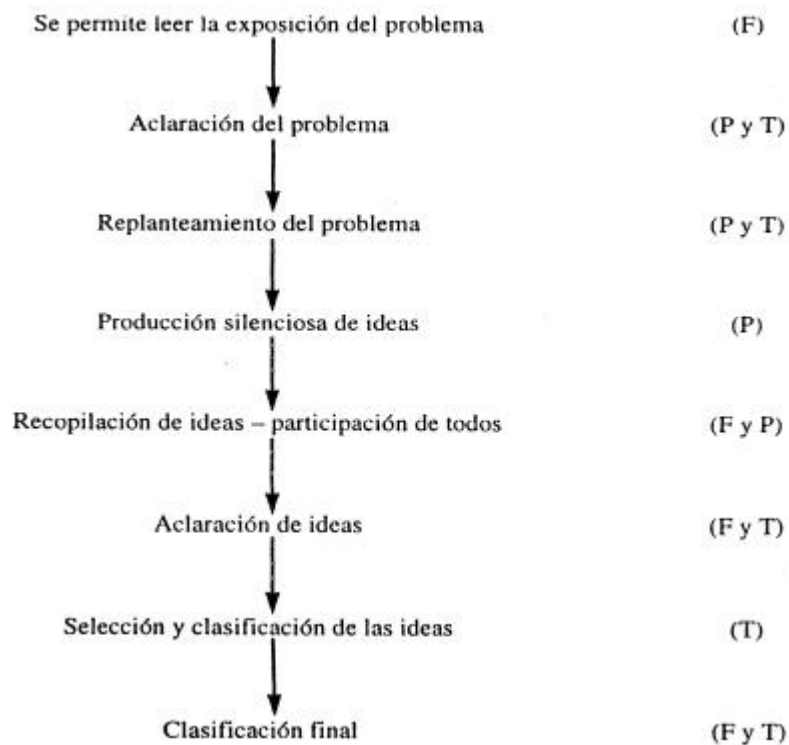 Se permite leer la exposición del problema (F)
Aclaración del problema (P y T)
Replanteamiento del problema (P y T)
Producción silenciosa de ideas (P)
Recopilación de ideas – participación de todos (F y P)
Aclaración de ideas (F y T)
Selección y clasificación de las ideas (T)
Clasificación final (F y T)